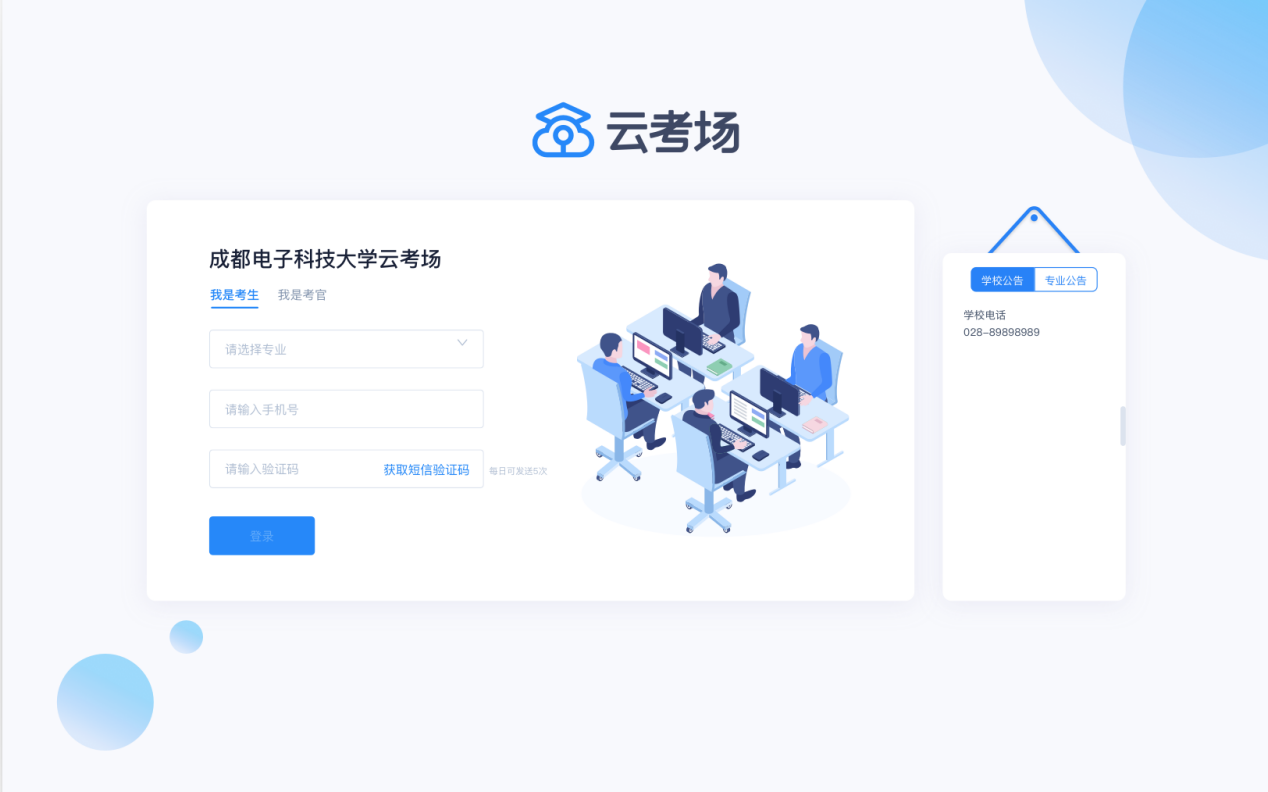 云考场
成都电子科技大学云考场
我是考生 我是考官
请选择专业
请输入手机号
请输入验证码 获取短信验证码 每日可发送5次
登录
学校公告 专业公告
学校电话
028-89898989